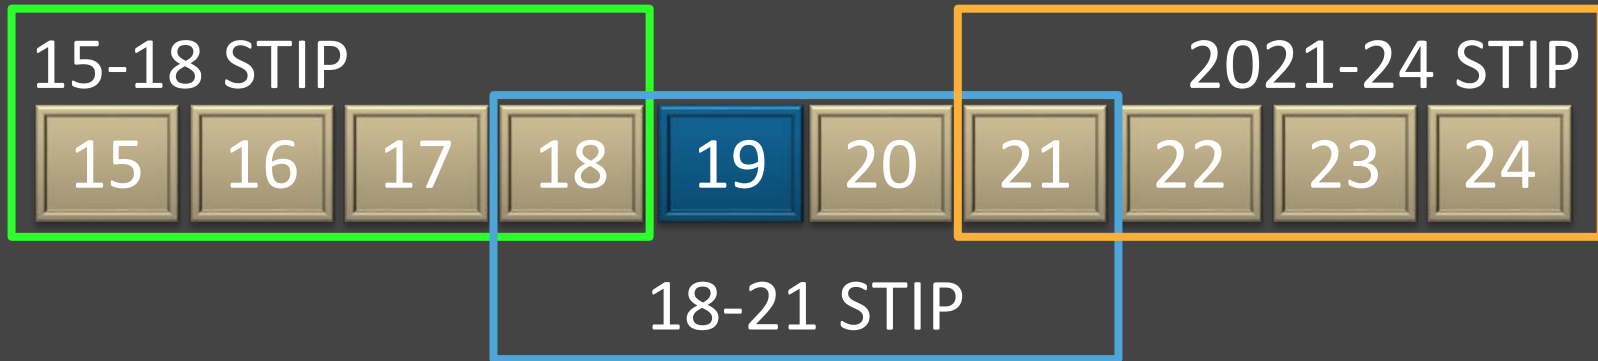 15-18 STIP
2021-24 STIP
15 16 17 18 19 20 21 22 23 24
18-21 STIP